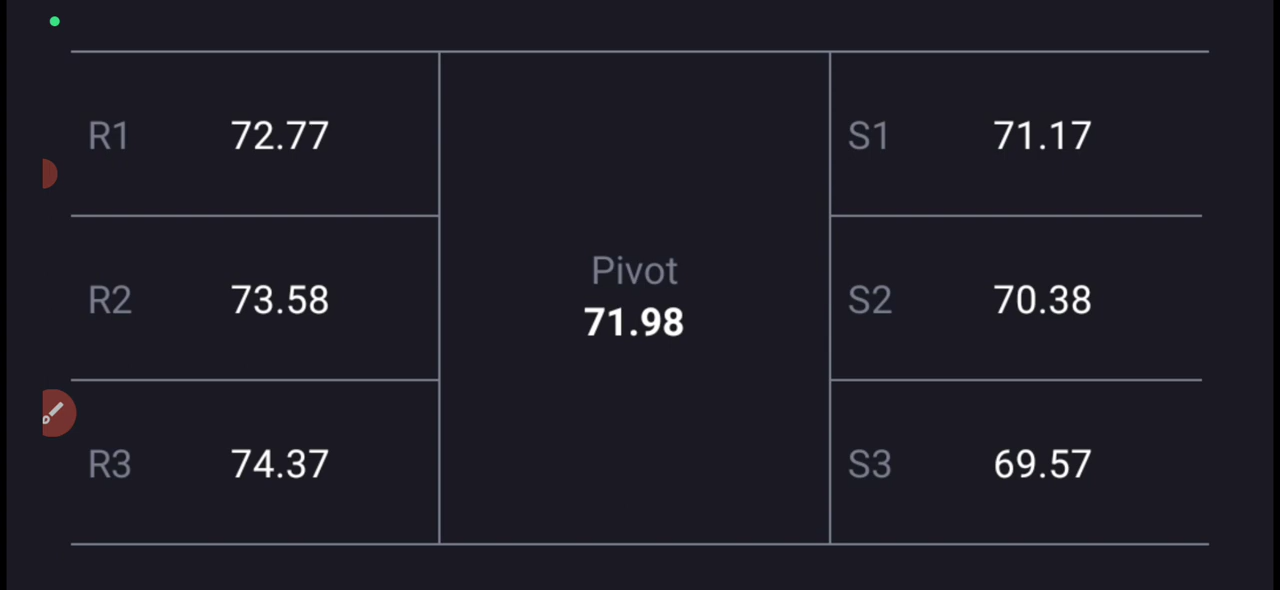 R1 72.77
S1 71.17
Pivot
71.98
R2 73.58
S2 70.38
R3 74.37
S3 69.57